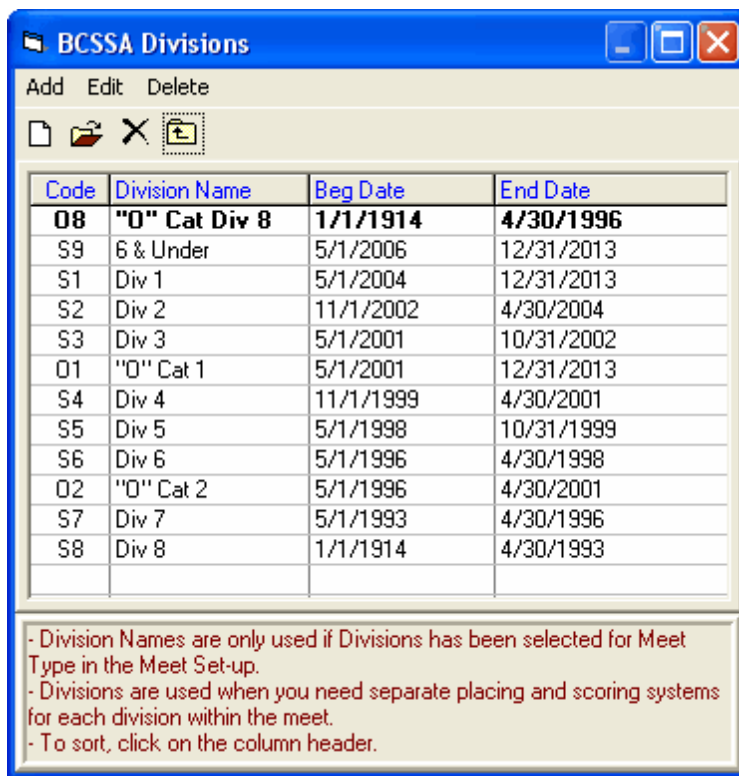 BCSSA Divisions
Add Edit Delete
Code Division Name Beg Date End Date
O8 "O" Cat Div 8 1/1/1914 4/30/1996
S9 6 & Under 5/1/2006 12/31/2013
S1 Div 1 5/1/2004 12/31/2013
S2 Div 2 11/1/2002 4/30/2004
S3 Div 3 5/1/2001 10/31/2002
O1 "O" Cat 1 5/1/2001 12/31/2013
S4 Div 4 11/1/1999 4/30/2001
S5 Div 5 5/1/1998 10/31/1999
S6 Div 6 5/1/1996 4/30/1998
O2 "O" Cat 2 5/1/1996 4/30/2001
S7 Div 7 5/1/1993 4/30/1996
S8 Div 8 1/1/1914 4/30/1993
- Division Names are only used if Divisions has been selected for Meet
Type in the Meet Set-up.
- Divisions are used when you need separate placing and scoring systems
for each division within the meet.
- To sort, click on the column header.